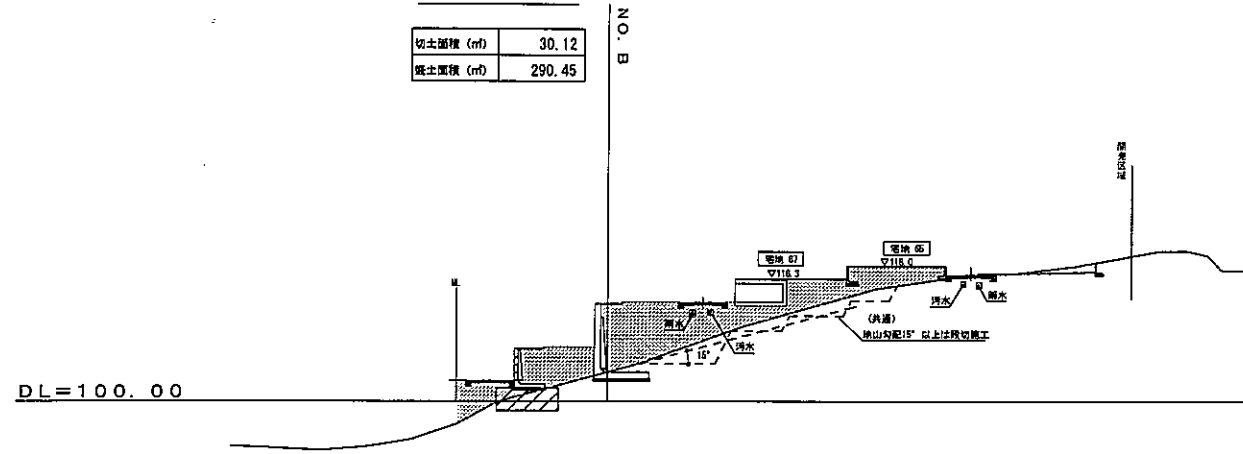 NO. B
切土面積 (㎡) 30.12
盛土面積 (㎡) 290.45
開発区域
宅地 65
▽118.0
宅地 67
▽116.3
汚水
雨水
雨水
汚水
(共通)
地山勾配15° 以上は段切施工
15°
DL=100.00